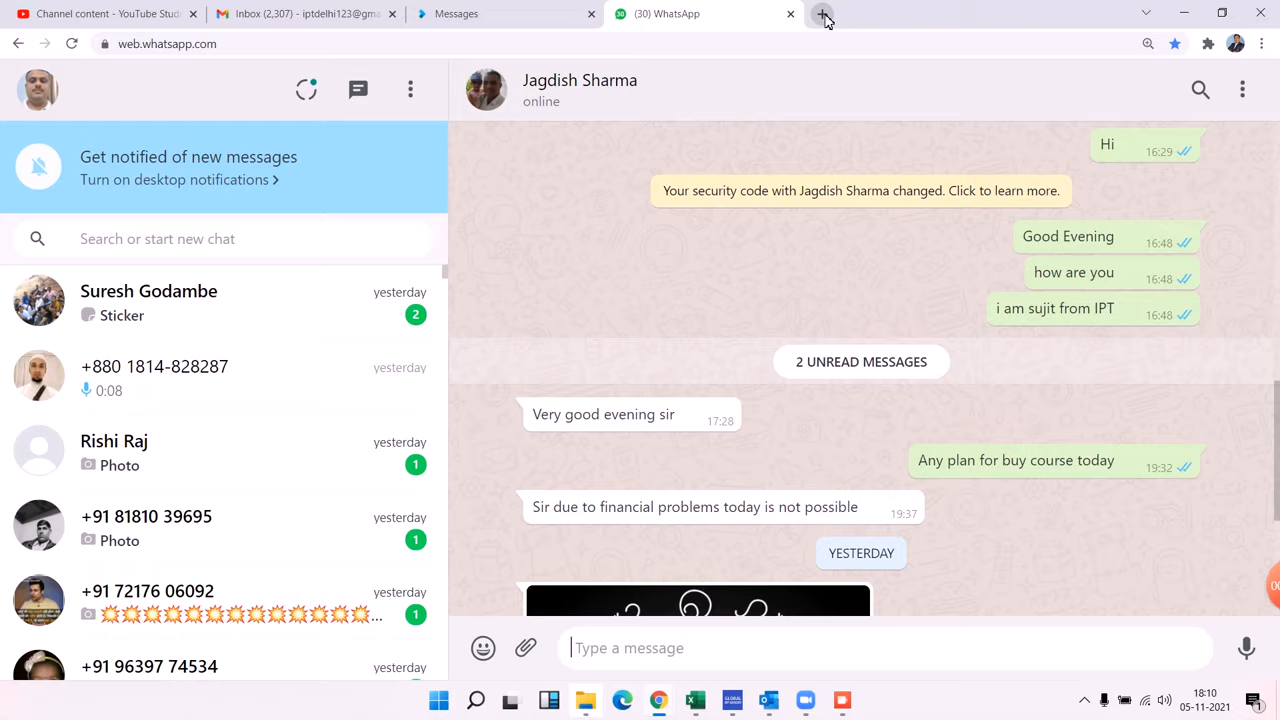 Content config - YouTube Stud
Inbox (2,307) - iptdelhi123@gma
Messages
30 (30) WhatsApp
web.whatsapp.com
Jagdish Sharma
online
Get notified of new messages
Turn on desktop notifications >
Search or start new chat
Suresh Godambe yesterday
Sticker 2
+880 1814-828287 yesterday
0:08
Rishi Raj yesterday
Photo 1
+91 81810 39695 yesterday
Photo 1
+91 72176 06092 yesterday
💥💥💥💥💥💥💥💥💥💥💥💥💥💥... 1
+91 96397 74534 yesterday
Hi 16:29
Your security code with Jagdish Sharma changed. Click to learn more.
Good Evening 16:48
how are you 16:48
i am sujit from IPT 16:48
2 UNREAD MESSAGES
Very good evening sir 17:28
Any plan for buy course today 19:32
Sir due to financial problems today is not possible 19:37
YESTERDAY
Type a message
18:10
05-11-2021